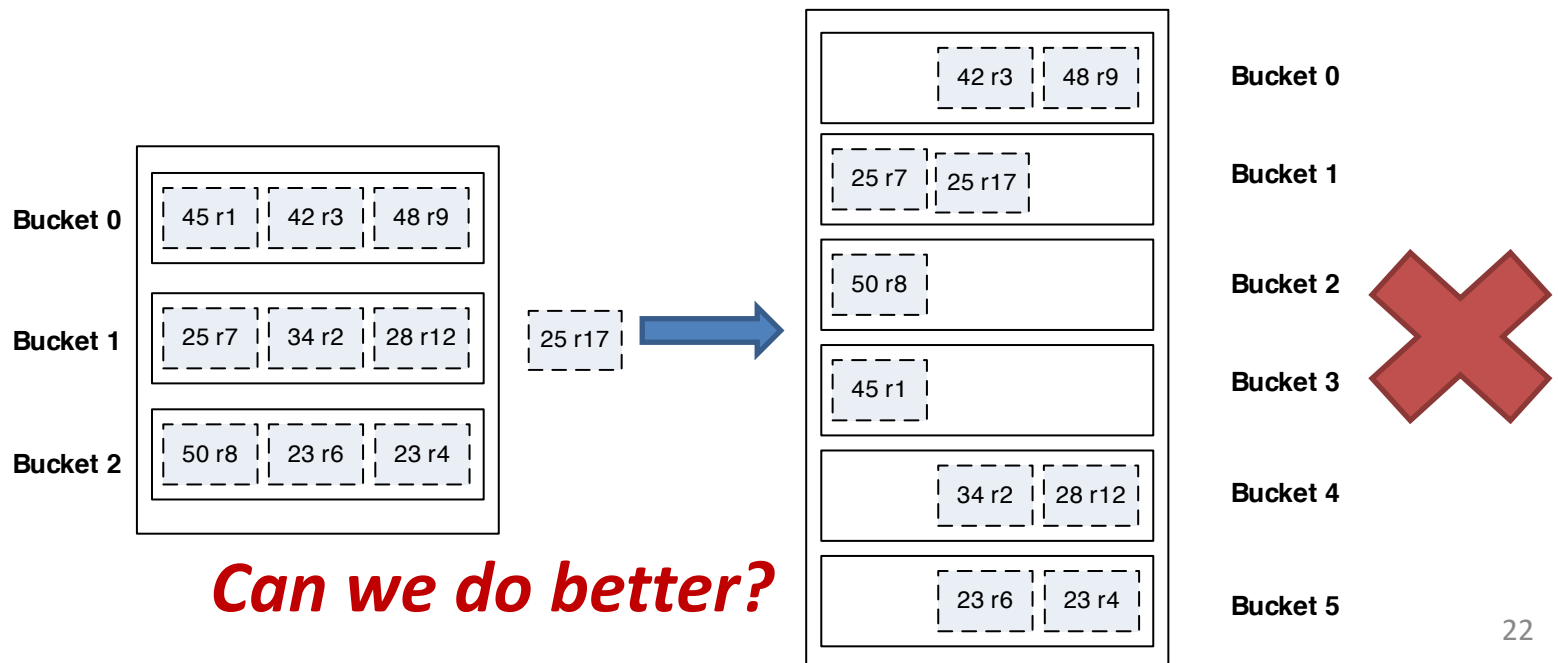 Bucket 0
45 r1 42 r3 48 r9
Bucket 1
25 r7 34 r2 28 r12
25 r17
Bucket 2
50 r8 23 r6 23 r4
Can we do better?
42 r3 48 r9
Bucket 0
25 r7 25 r17
Bucket 1
50 r8
Bucket 2
45 r1
Bucket 3
34 r2 28 r12
Bucket 4
23 r6 23 r4
Bucket 5
22